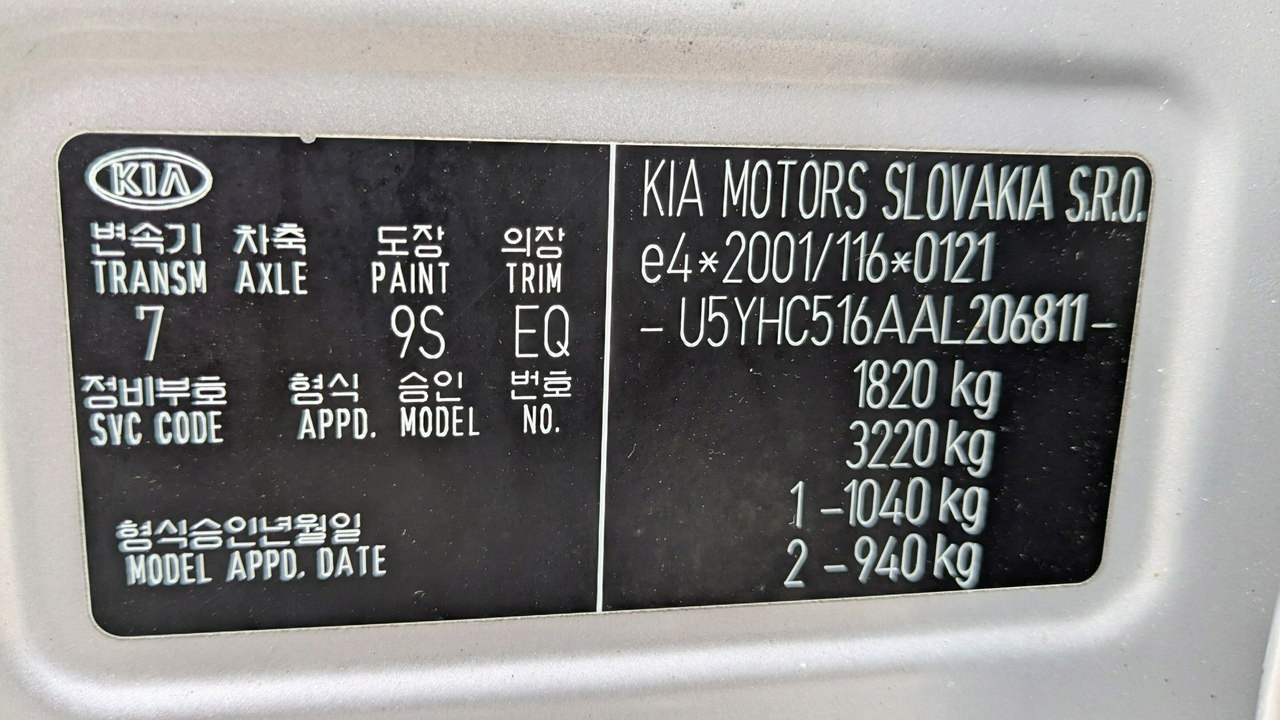 KIA
변속기 차축 도장 의장
TRANSM AXLE PAINT TRIM
7 9S EQ
정비부호 형식 승인 번호
SVC CODE APPD. MODEL NO.
형식승인년월일
MODEL APPD. DATE
KIA MOTORS SLOVAKIA S.R.O.
e4*2001/116*0121
- U5YHC516AAL206811 -
1820 kg
3220 kg
1 -1040 kg
2 -940 kg